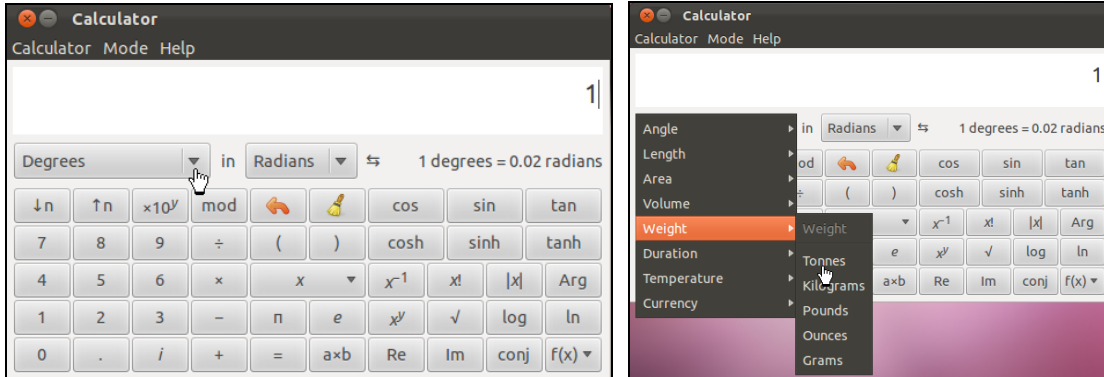 Calculator
Calculator Mode Help
1
Degrees in Radians ⇆ 1 degrees = 0.02 radians
↓n ↑n ×10^y mod cos sin tan
7 8 9 ÷ ( ) cosh sinh tanh
4 5 6 × x x⁻¹ x! |x| Arg
1 2 3 − π e x^y √ log ln
0 . i + = a×b Re Im conj f(x)
Calculator
Calculator Mode Help
1
Angle in Radians ⇆ 1 degrees = 0.02 radians
Length od cos sin tan
Area ÷ ( ) cosh sinh tanh
Volume x⁻¹ x! |x| Arg
Weight Weight e x^y √ log ln
Duration Tonnes a×b Re Im conj f(x)
Temperature Kilograms
Currency Pounds
Ounces
Grams